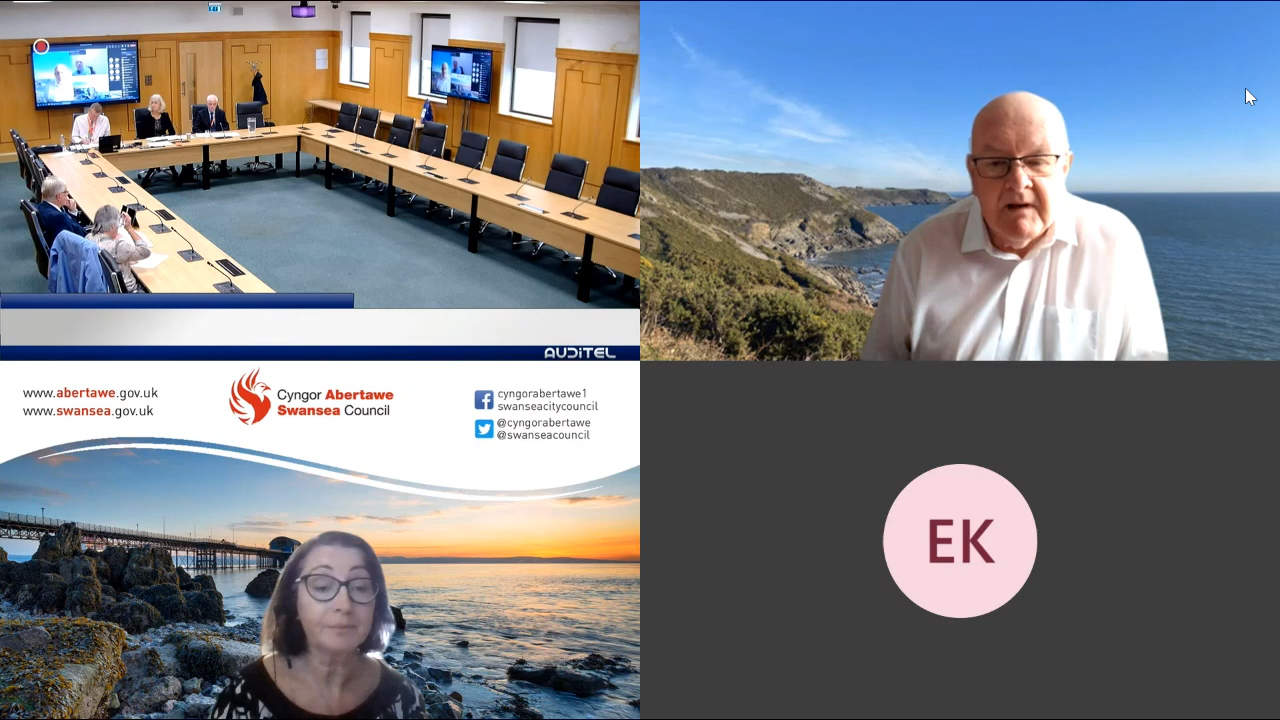 AUDITEL
www.abertawe.gov.uk
www.swansea.gov.uk
Cyngor Abertawe
Swansea Council
cyngorabertawe1
swanseacitycouncil
@cyngorabertawe
@swanseacouncil
EK